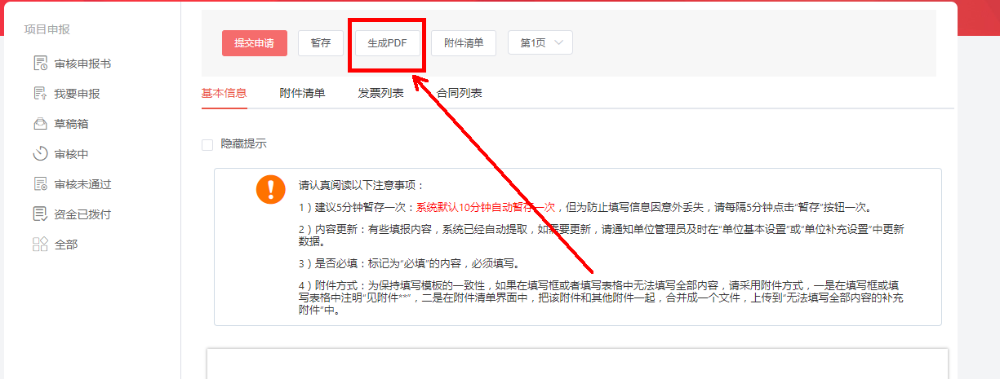 项目申报
审核申报书
我要申报
草稿箱
审核中
审核未通过
资金已拨付
全部
提交申请 暂存 生成PDF 附件清单 第1页
基本信息 附件清单 发票列表 合同列表
隐藏提示
请认真阅读以下注意事项：
1）建议5分钟暂存一次：系统默认10分钟自动暂存一次，但为防止填写信息因意外丢失，请每隔5分钟点击“暂存”按钮一次。
2）内容更新：有些填报内容，系统已经自动提取，如需要更新，请通知单位管理员及时在“单位基本设置”或“单位补充设置”中更新
数据。
3）是否必填：标记为“必填”的内容，必须填写。
4）附件方式：为保持填写模板的一致性，如果在填写框或者填写表格中无法填写全部内容，请采用附件方式，一是在填写框或填
写表格中注明“见附件**”，二是在附件清单界面中，把该附件和其他附件一起，合并成一个文件，上传到“无法填写全部内容的补充
附件”中。